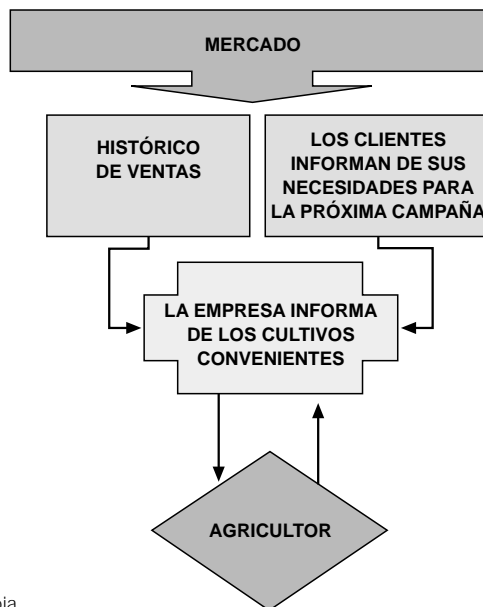 MERCADO
HISTÓRICO
DE VENTAS
LOS CLIENTES
INFORMAN DE SUS
NECESIDADES PARA
LA PRÓXIMA CAMPAÑA
LA EMPRESA INFORMA
DE LOS CULTIVOS
CONVENIENTES
AGRICULTOR